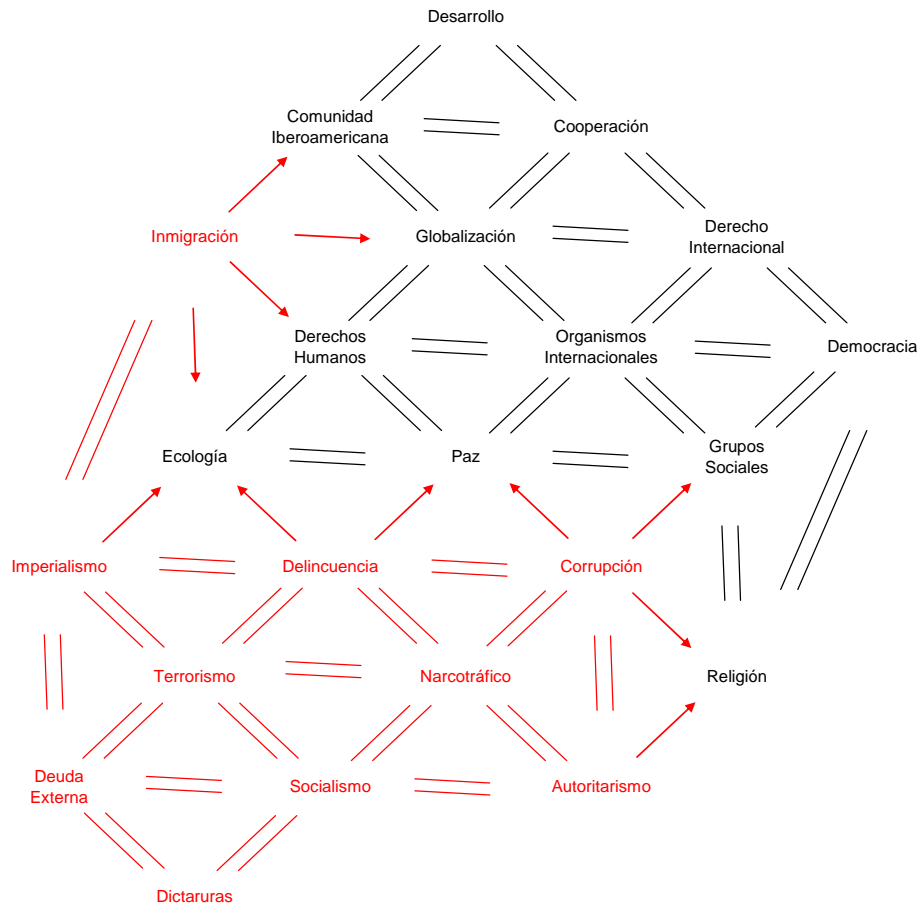 Desarrollo
Comunidad
Iberoamericana
Cooperación
Inmigración
Globalización
Derecho
Internacional
Derechos
Humanos
Organismos
Internacionales
Democracia
Ecología
Paz
Grupos
Sociales
Imperialismo
Delincuencia
Corrupción
Terrorismo
Narcotráfico
Religión
Deuda
Externa
Socialismo
Autoritarismo
Dictaruras